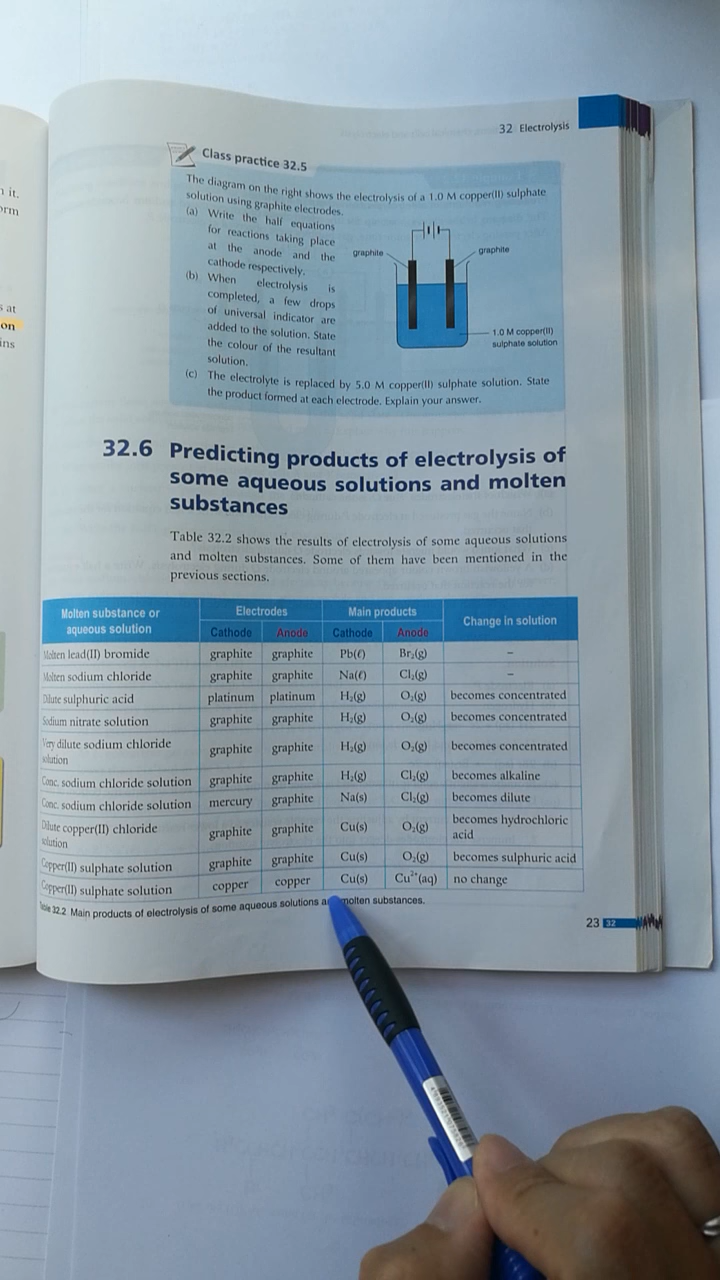 32 Electrolysis
Class practice 32.5
The diagram on the right shows the electrolysis of a 1.0 M copper(II) sulphate
solution using graphite electrodes.
(a) Write the half equations
for reactions taking place
at the anode and the
cathode respectively.
(b) When electrolysis is
completed, a few drops
of universal indicator are
added to the solution. State
the colour of the resultant
solution.
graphite
graphite
1.0 M copper(II)
sulphate solution
(c) The electrolyte is replaced by 5.0 M copper(II) sulphate solution. State
the product formed at each electrode. Explain your answer.
32.6 Predicting products of electrolysis of
some aqueous solutions and molten
substances
Table 32.2 shows the results of electrolysis of some aqueous solutions
and molten substances. Some of them have been mentioned in the
previous sections.
Molten substance or
aqueous solution
Electrodes
Main products
Change in solution
Cathode Anode Cathode Anode
Molten lead(II) bromide graphite graphite Pb(ℓ) Br₂(g) –
Molten sodium chloride graphite graphite Na(ℓ) Cl₂(g) –
Dilute sulphuric acid platinum platinum H₂(g) O₂(g) becomes concentrated
Sodium nitrate solution graphite graphite H₂(g) O₂(g) becomes concentrated
Very dilute sodium chloride
solution graphite graphite H₂(g) O₂(g) becomes concentrated
Conc. sodium chloride solution graphite graphite H₂(g) Cl₂(g) becomes alkaline
Conc. sodium chloride solution mercury graphite Na(s) Cl₂(g) becomes dilute
Dilute copper(II) chloride
solution graphite graphite Cu(s) O₂(g) becomes hydrochloric
acid
Copper(II) sulphate solution graphite graphite Cu(s) O₂(g) becomes sulphuric acid
Copper(II) sulphate solution copper copper Cu(s) Cu²⁺(aq) no change
Table 32.2 Main products of electrolysis of some aqueous solutions molten substances.
23 32
it.
at
on